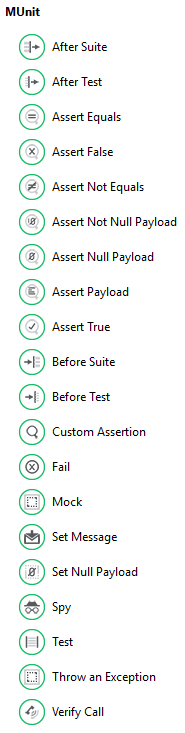 MUnit
After Suite
After Test
Assert Equals
Assert False
Assert Not Equals
Assert Not Null Payload
Assert Null Payload
Assert Payload
Assert True
Before Suite
Before Test
Custom Assertion
Fail
Mock
Set Message
Set Null Payload
Spy
Test
Throw an Exception
Verify Call